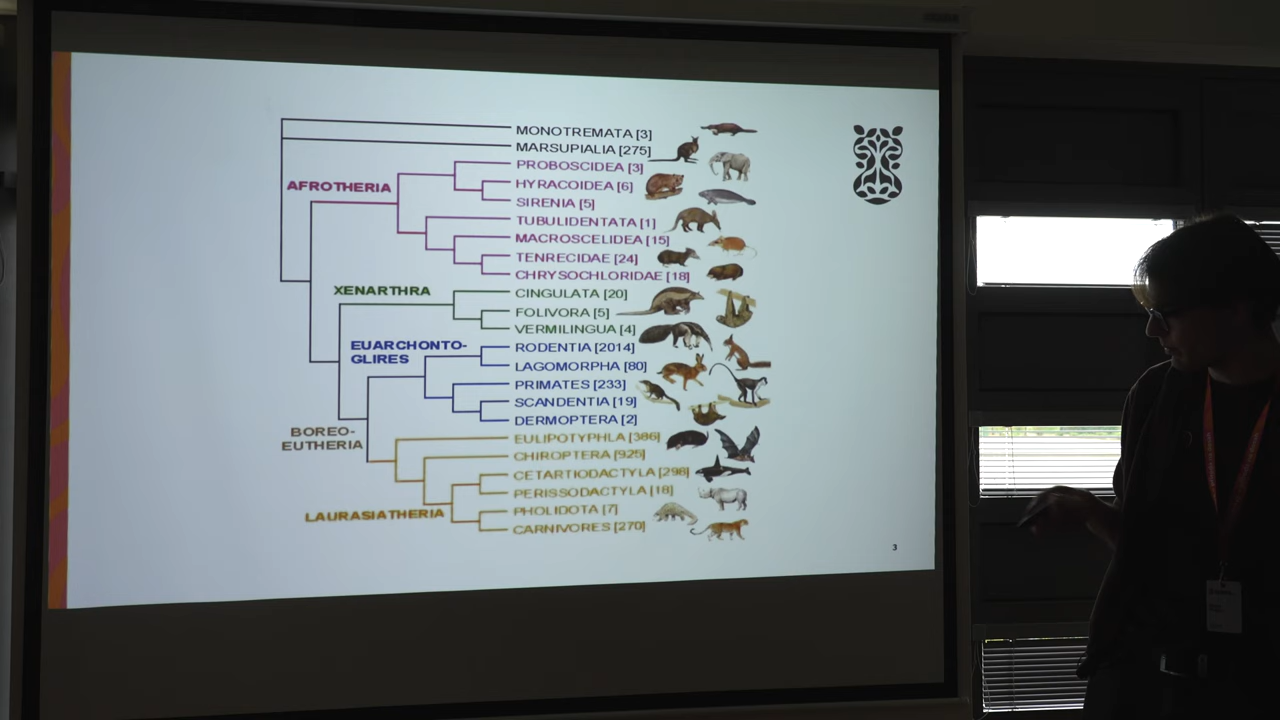 MONOTREMATA [3]
MARSUPIALIA [275]
PROBOSCIDEA [3]
AFROTHERIA
HYRACOIDEA [6]
SIRENIA [5]
TUBULIDENTATA [1]
MACROSCELIDEA [15]
TENRECIDAE [24]
CHRYSOCHLORIDAE [18]
XENARTHRA
CINGULATA [20]
FOLIVORA [5]
VERMILINGUA [4]
EUARCHONTO-
GLIRES
RODENTIA [2014]
LAGOMORPHA [80]
PRIMATES [233]
SCANDENTIA [19]
DERMOPTERA [2]
BOREO-
EUTHERIA
EULIPOTYPHLA [386]
CHIROPTERA [925]
CETARTIODACTYLA [298]
PERISSODACTYLA [18]
LAURASIATHERIA
PHOLIDOTA [7]
CARNIVORES [270]
3